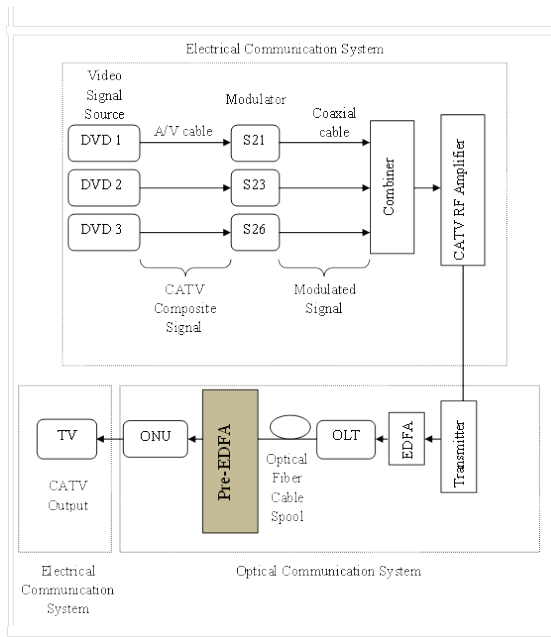 Electrical Communication System
Video
Signal
Source
Modulator
A/V cable
Coaxial
cable
DVD 1
S21
DVD 2
S23
DVD 3
S26
Combiner
CATV RF Amplifier
CATV
Composite
Signal
Modulated
Signal
TV
ONU
Pre-EDFA
OLT
EDFA
Transmitter
CATV
Output
Optical
Fiber
Cable
Spool
Electrical
Communication
System
Optical Communication System